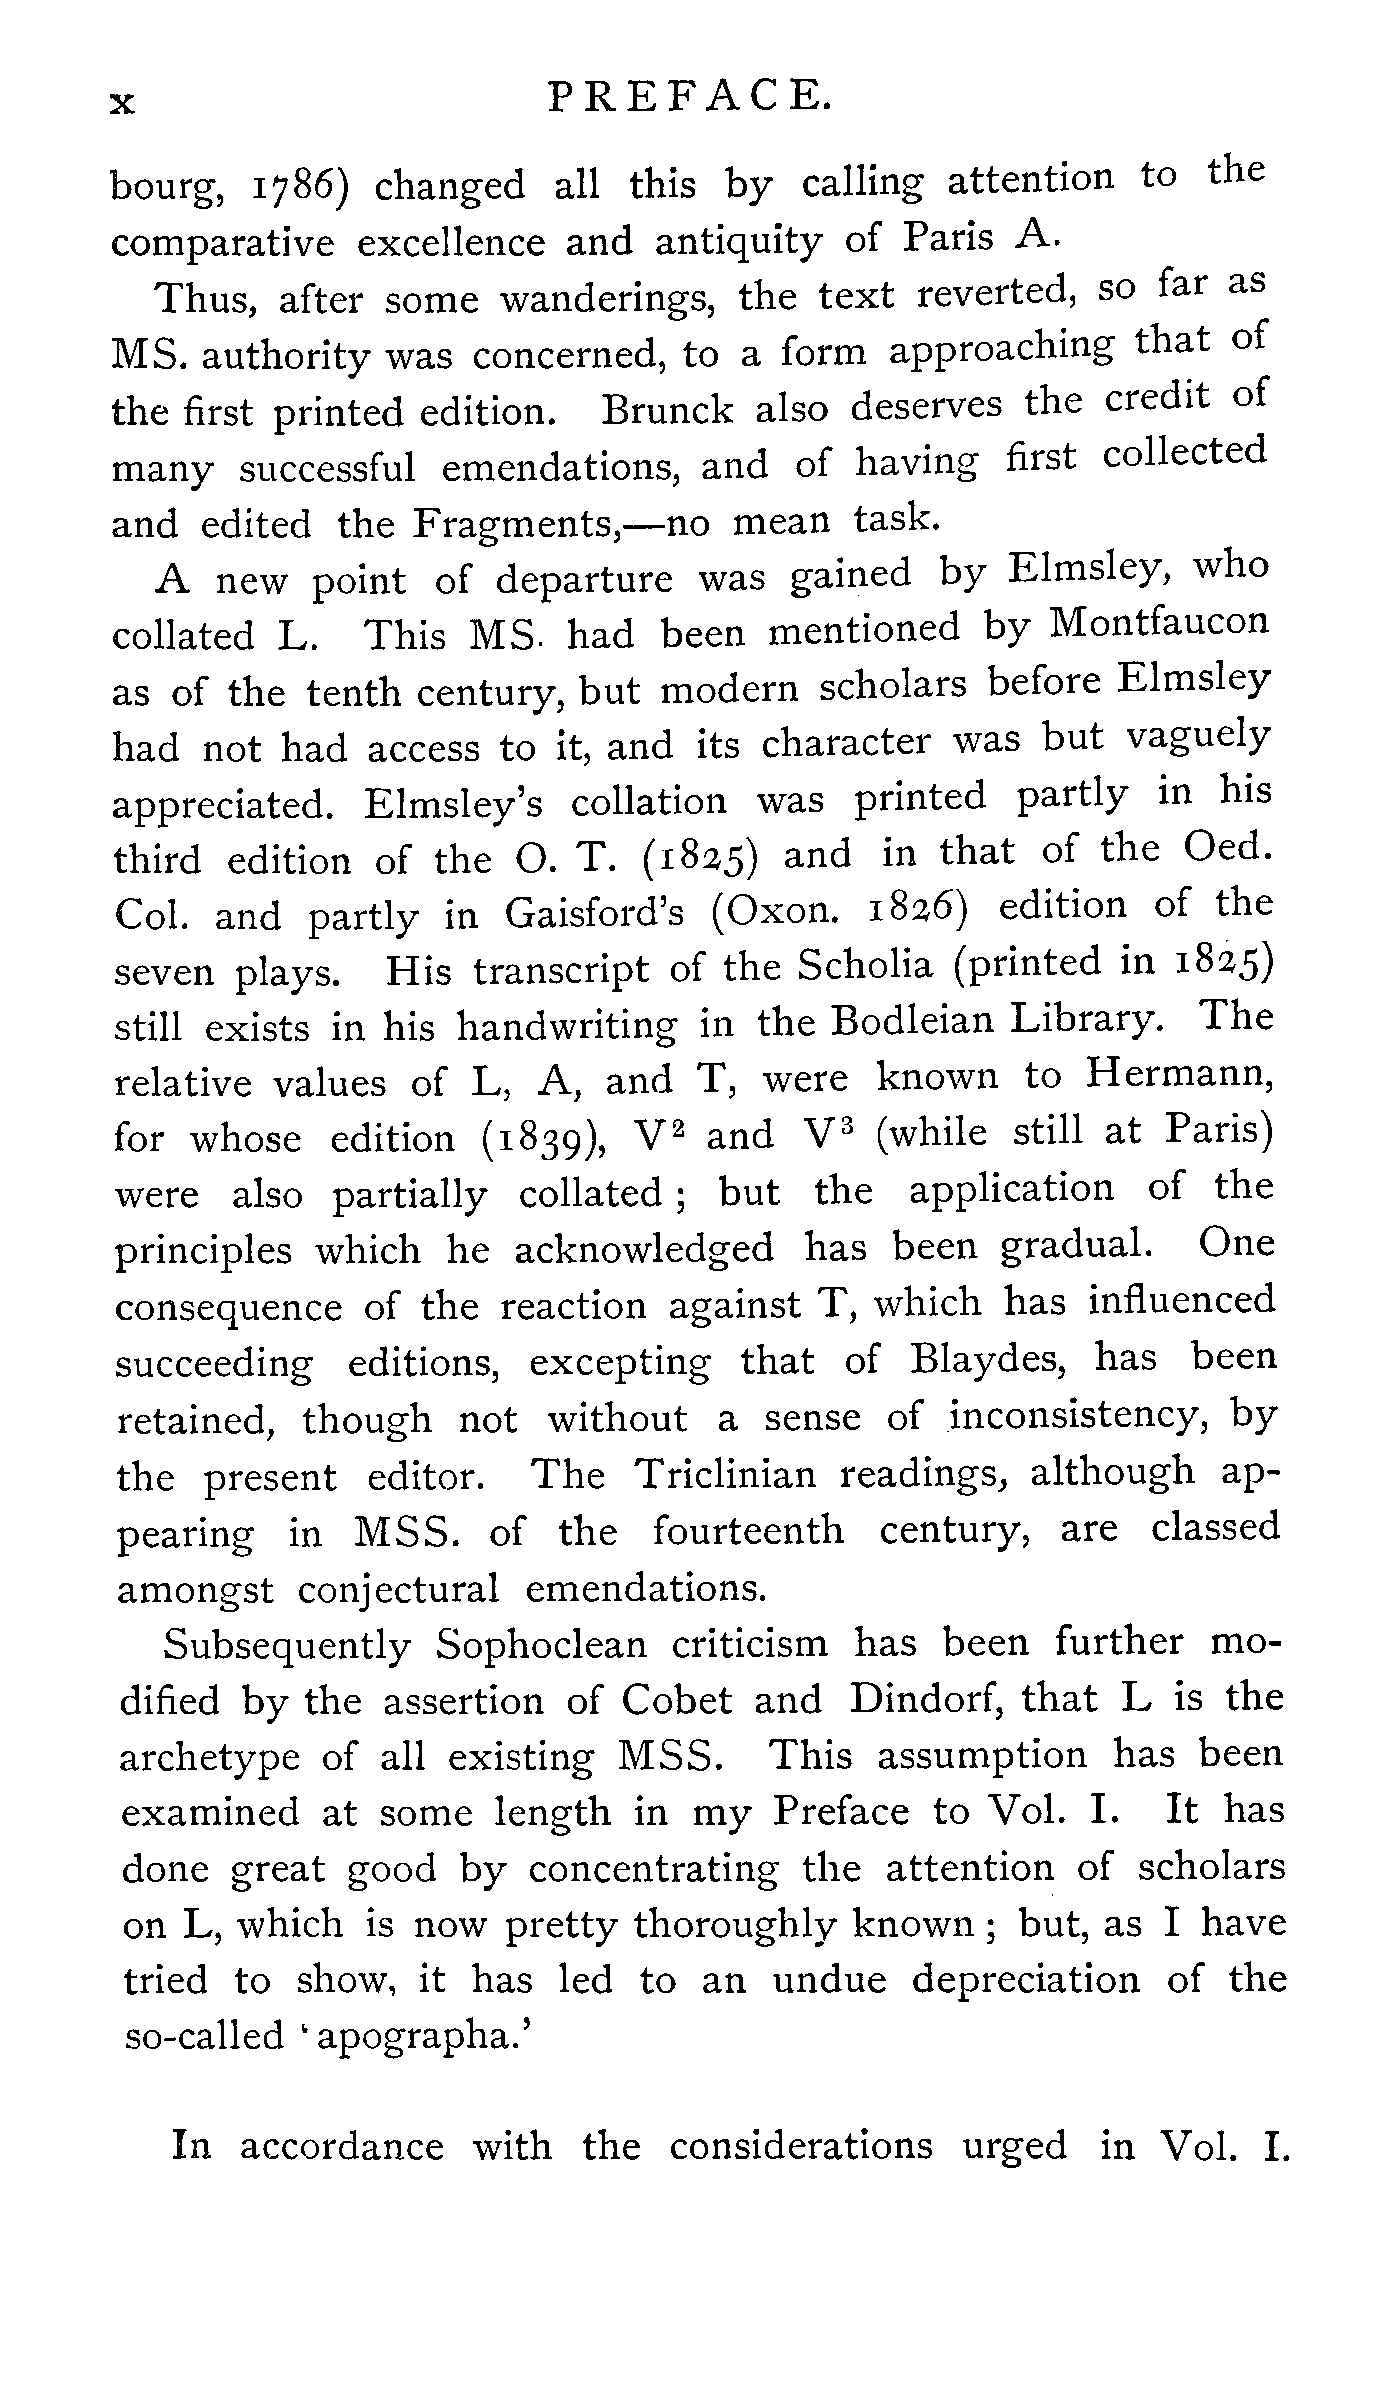 x PREFACE.
bourg, 1786) changed all this by calling attention to the
comparative excellence and antiquity of Paris A.
Thus, after some wanderings, the text reverted, so far as
MS. authority was concerned, to a form approaching that of
the first printed edition. Brunck also deserves the credit of
many successful emendations, and of having first collected
and edited the Fragments,—no mean task.
A new point of departure was gained by Elmsley, who
collated L. This MS. had been mentioned by Montfaucon
as of the tenth century, but modern scholars before Elmsley
had not had access to it, and its character was but vaguely
appreciated. Elmsley's collation was printed partly in his
third edition of the O. T. (1825) and in that of the Oed.
Col. and partly in Gaisford's (Oxon. 1826) edition of the
seven plays. His transcript of the Scholia (printed in 1825)
still exists in his handwriting in the Bodleian Library. The
relative values of L, A, and T, were known to Hermann,
for whose edition (1839), V² and V³ (while still at Paris)
were also partially collated ; but the application of the
principles which he acknowledged has been gradual. One
consequence of the reaction against T, which has influenced
succeeding editions, excepting that of Blaydes, has been
retained, though not without a sense of inconsistency, by
the present editor. The Triclinian readings, although ap-
pearing in MSS. of the fourteenth century, are classed
amongst conjectural emendations.
Subsequently Sophoclean criticism has been further mo-
dified by the assertion of Cobet and Dindorf, that L is the
archetype of all existing MSS. This assumption has been
examined at some length in my Preface to Vol. I. It has
done great good by concentrating the attention of scholars
on L, which is now pretty thoroughly known ; but, as I have
tried to show, it has led to an undue depreciation of the
so-called ‘apographa.’
In accordance with the considerations urged in Vol. I.